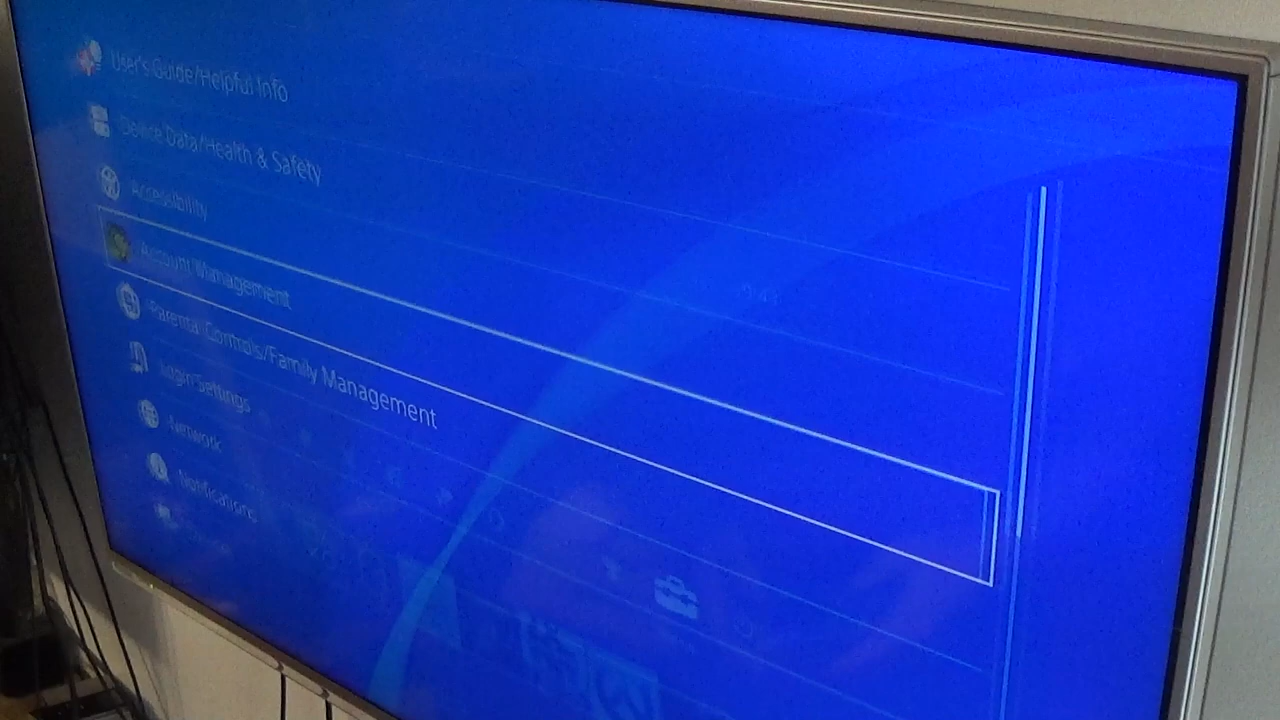 User's Guide/Helpful Info
Device Data/Health & Safety
Accessibility
Account Management
Parental Controls/Family Management
Login Settings
Network
Notifications